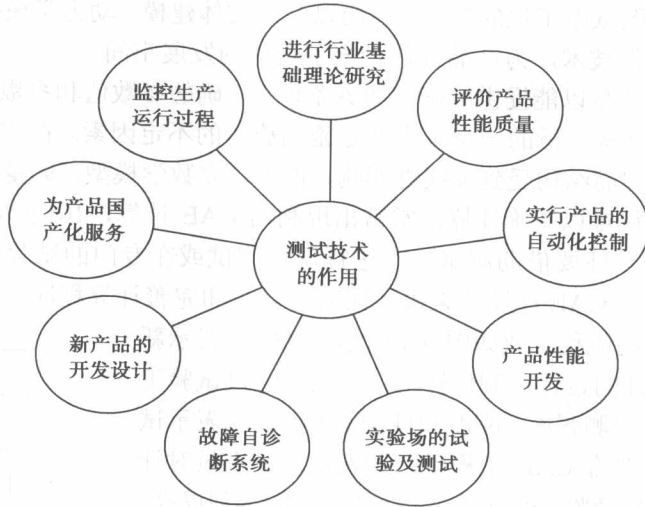 进行行业基
础理论研究
评价产品
性能质量
实行产品的
自动化控制
产品性能
开发
实验场的试
验及测试
故障自诊
断系统
新产品的
开发设计
为产品国
产化服务
监控生产
运行过程
测试技术
的作用